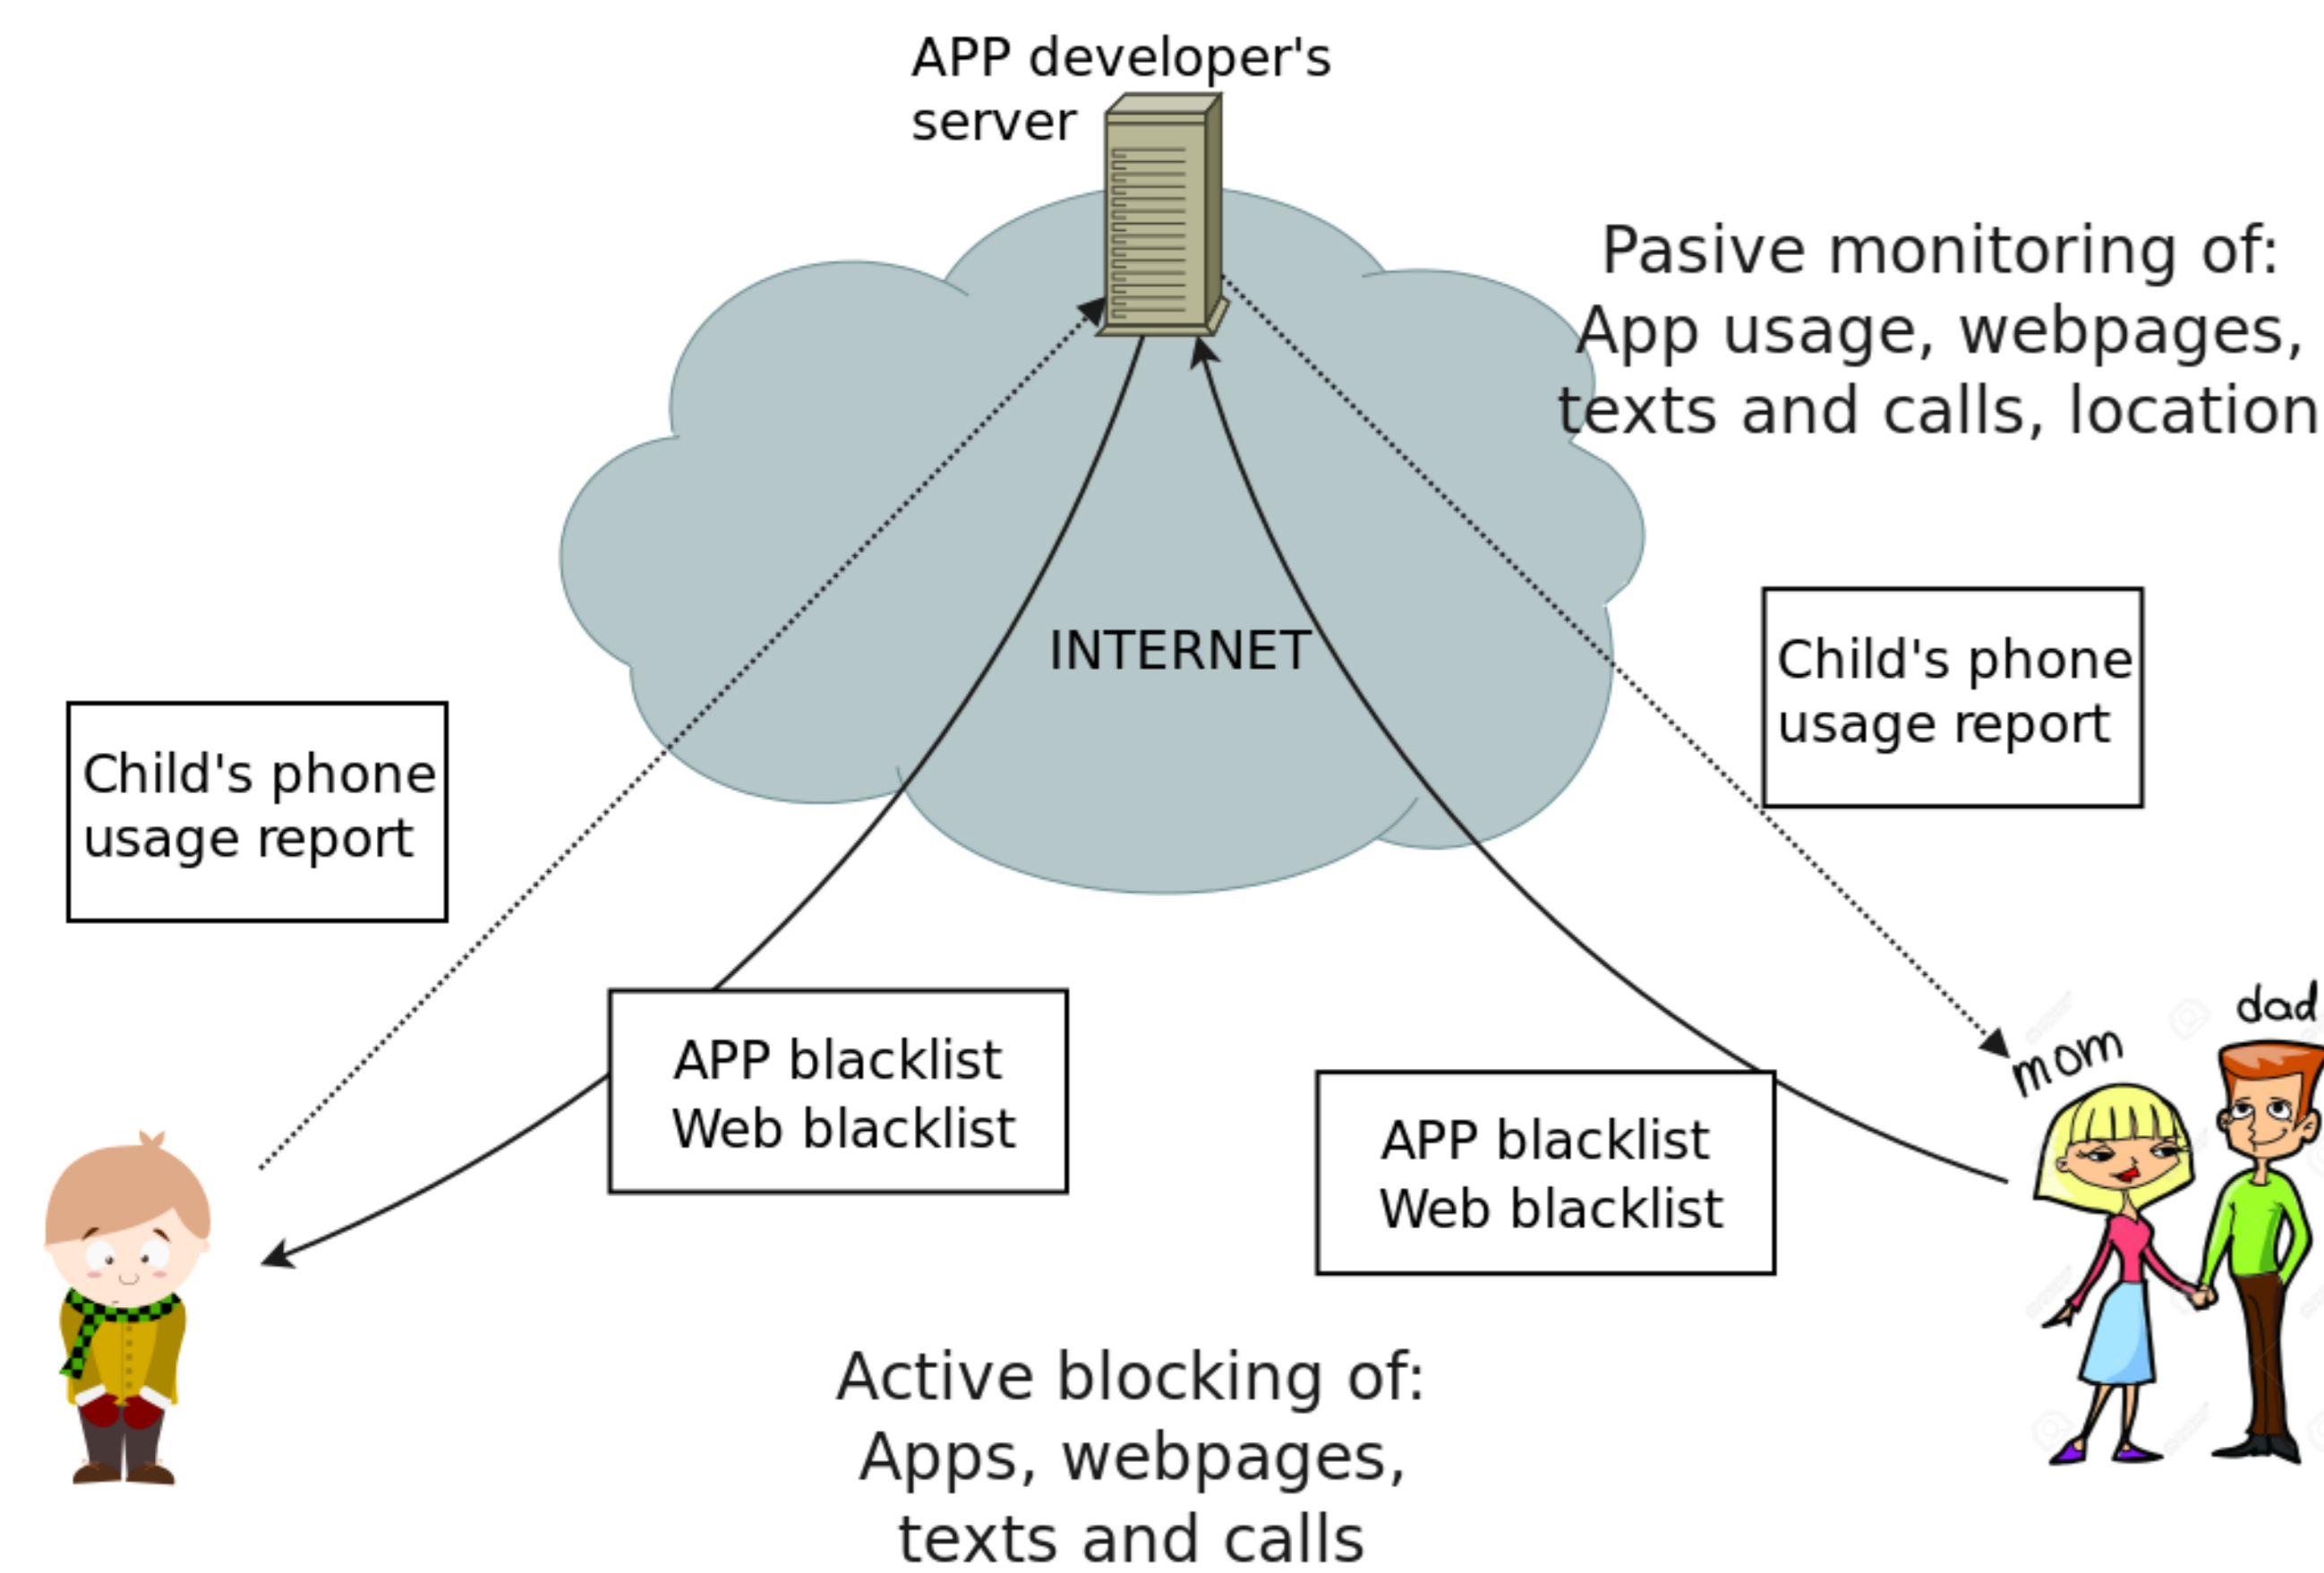 APP developer's
server
Pasive monitoring of:
App usage, webpages,
texts and calls, location
INTERNET
Child's phone
usage report
Child's phone
usage report
APP blacklist
Web blacklist
APP blacklist
Web blacklist
mom
dad
Active blocking of:
Apps, webpages,
texts and calls